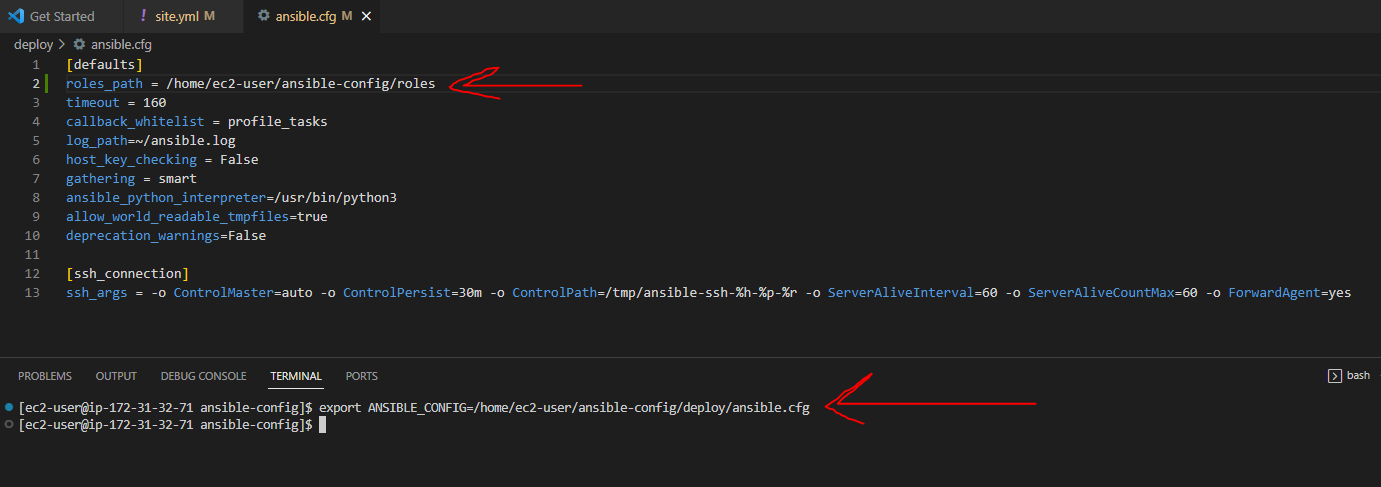 Get Started
! site.yml M
ansible.cfg M
deploy > ansible.cfg
1 [defaults]
2 roles_path = /home/ec2-user/ansible-config/roles
3 timeout = 160
4 callback_whitelist = profile_tasks
5 log_path=~/ansible.log
6 host_key_checking = False
7 gathering = smart
8 ansible_python_interpreter=/usr/bin/python3
9 allow_world_readable_tmpfiles=true
10 deprecation_warnings=False
11
12 [ssh_connection]
13 ssh_args = -o ControlMaster=auto -o ControlPersist=30m -o ControlPath=/tmp/ansible-ssh-%h-%p-%r -o ServerAliveInterval=60 -o ServerAliveCountMax=60 -o ForwardAgent=yes
PROBLEMS OUTPUT DEBUG CONSOLE TERMINAL PORTS
bash
[ec2-user@ip-172-31-32-71 ansible-config]$ export ANSIBLE_CONFIG=/home/ec2-user/ansible-config/deploy/ansible.cfg
[ec2-user@ip-172-31-32-71 ansible-config]$